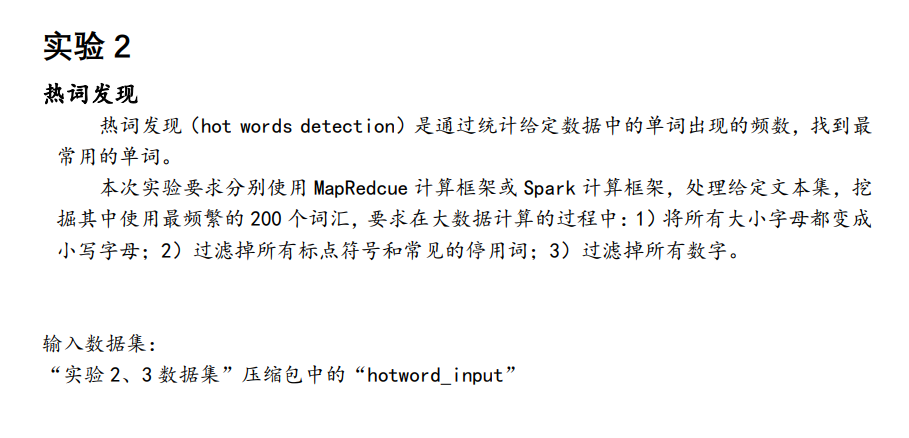 实验 2
热词发现
热词发现（hot words detection）是通过统计给定数据中的单词出现的频数，找到最
常用的单词。
本次实验要求分别使用 MapRedcue 计算框架或 Spark 计算框架，处理给定文本集，挖
掘其中使用最频繁的 200 个词汇，要求在大数据计算的过程中：1）将所有大小字母都变成
小写字母；2）过滤掉所有标点符号和常见的停用词；3）过滤掉所有数字。
输入数据集：
“实验 2、3 数据集”压缩包中的“hotword_input”